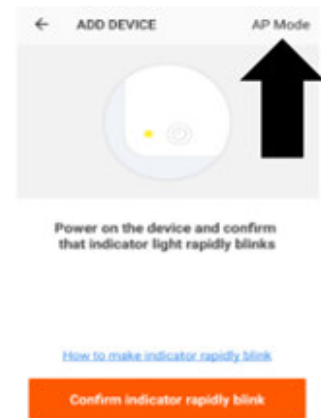 ADD DEVICE AP Mode
Power on the device and confirm
that indicator light rapidly blinks
How to make indicator rapidly blink
Confirm indicator rapidly blink